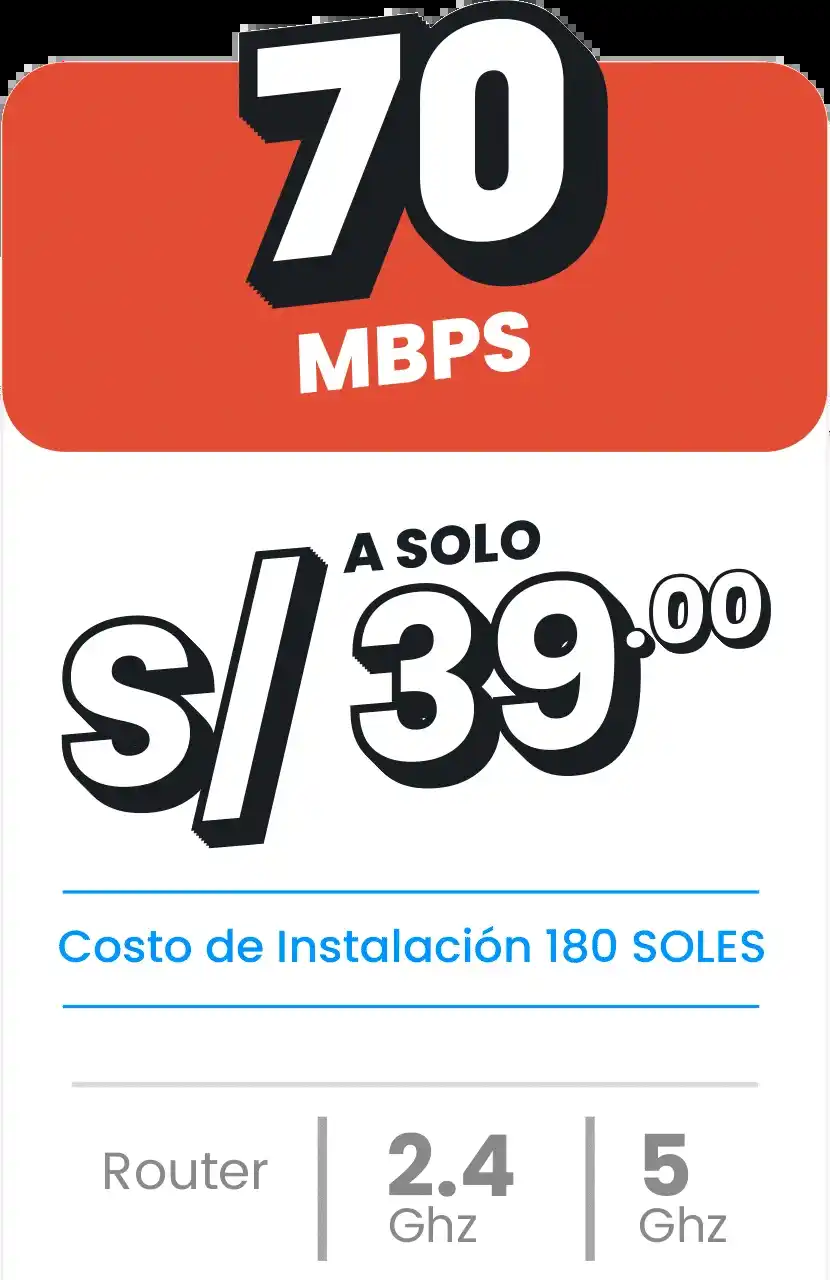 70
MBPS
A SOLO
S/ 39.00
Costo de Instalación 180 SOLES
Router
2.4
Ghz
5
Ghz